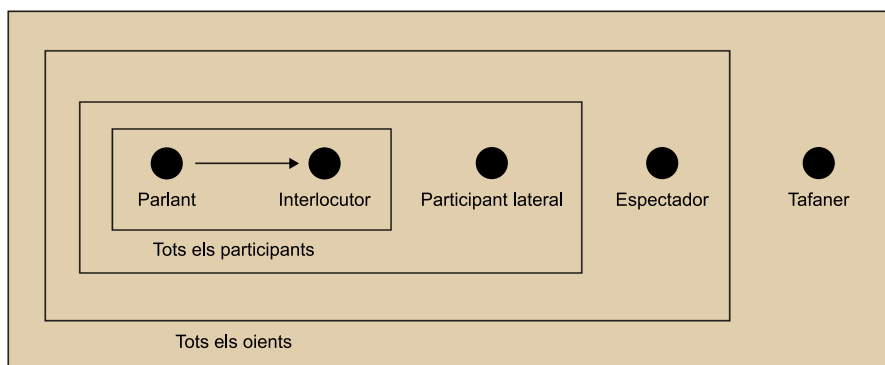 Parlant
Interlocutor
Participant lateral
Espectador
Tafaner
Tots els participants
Tots els oients